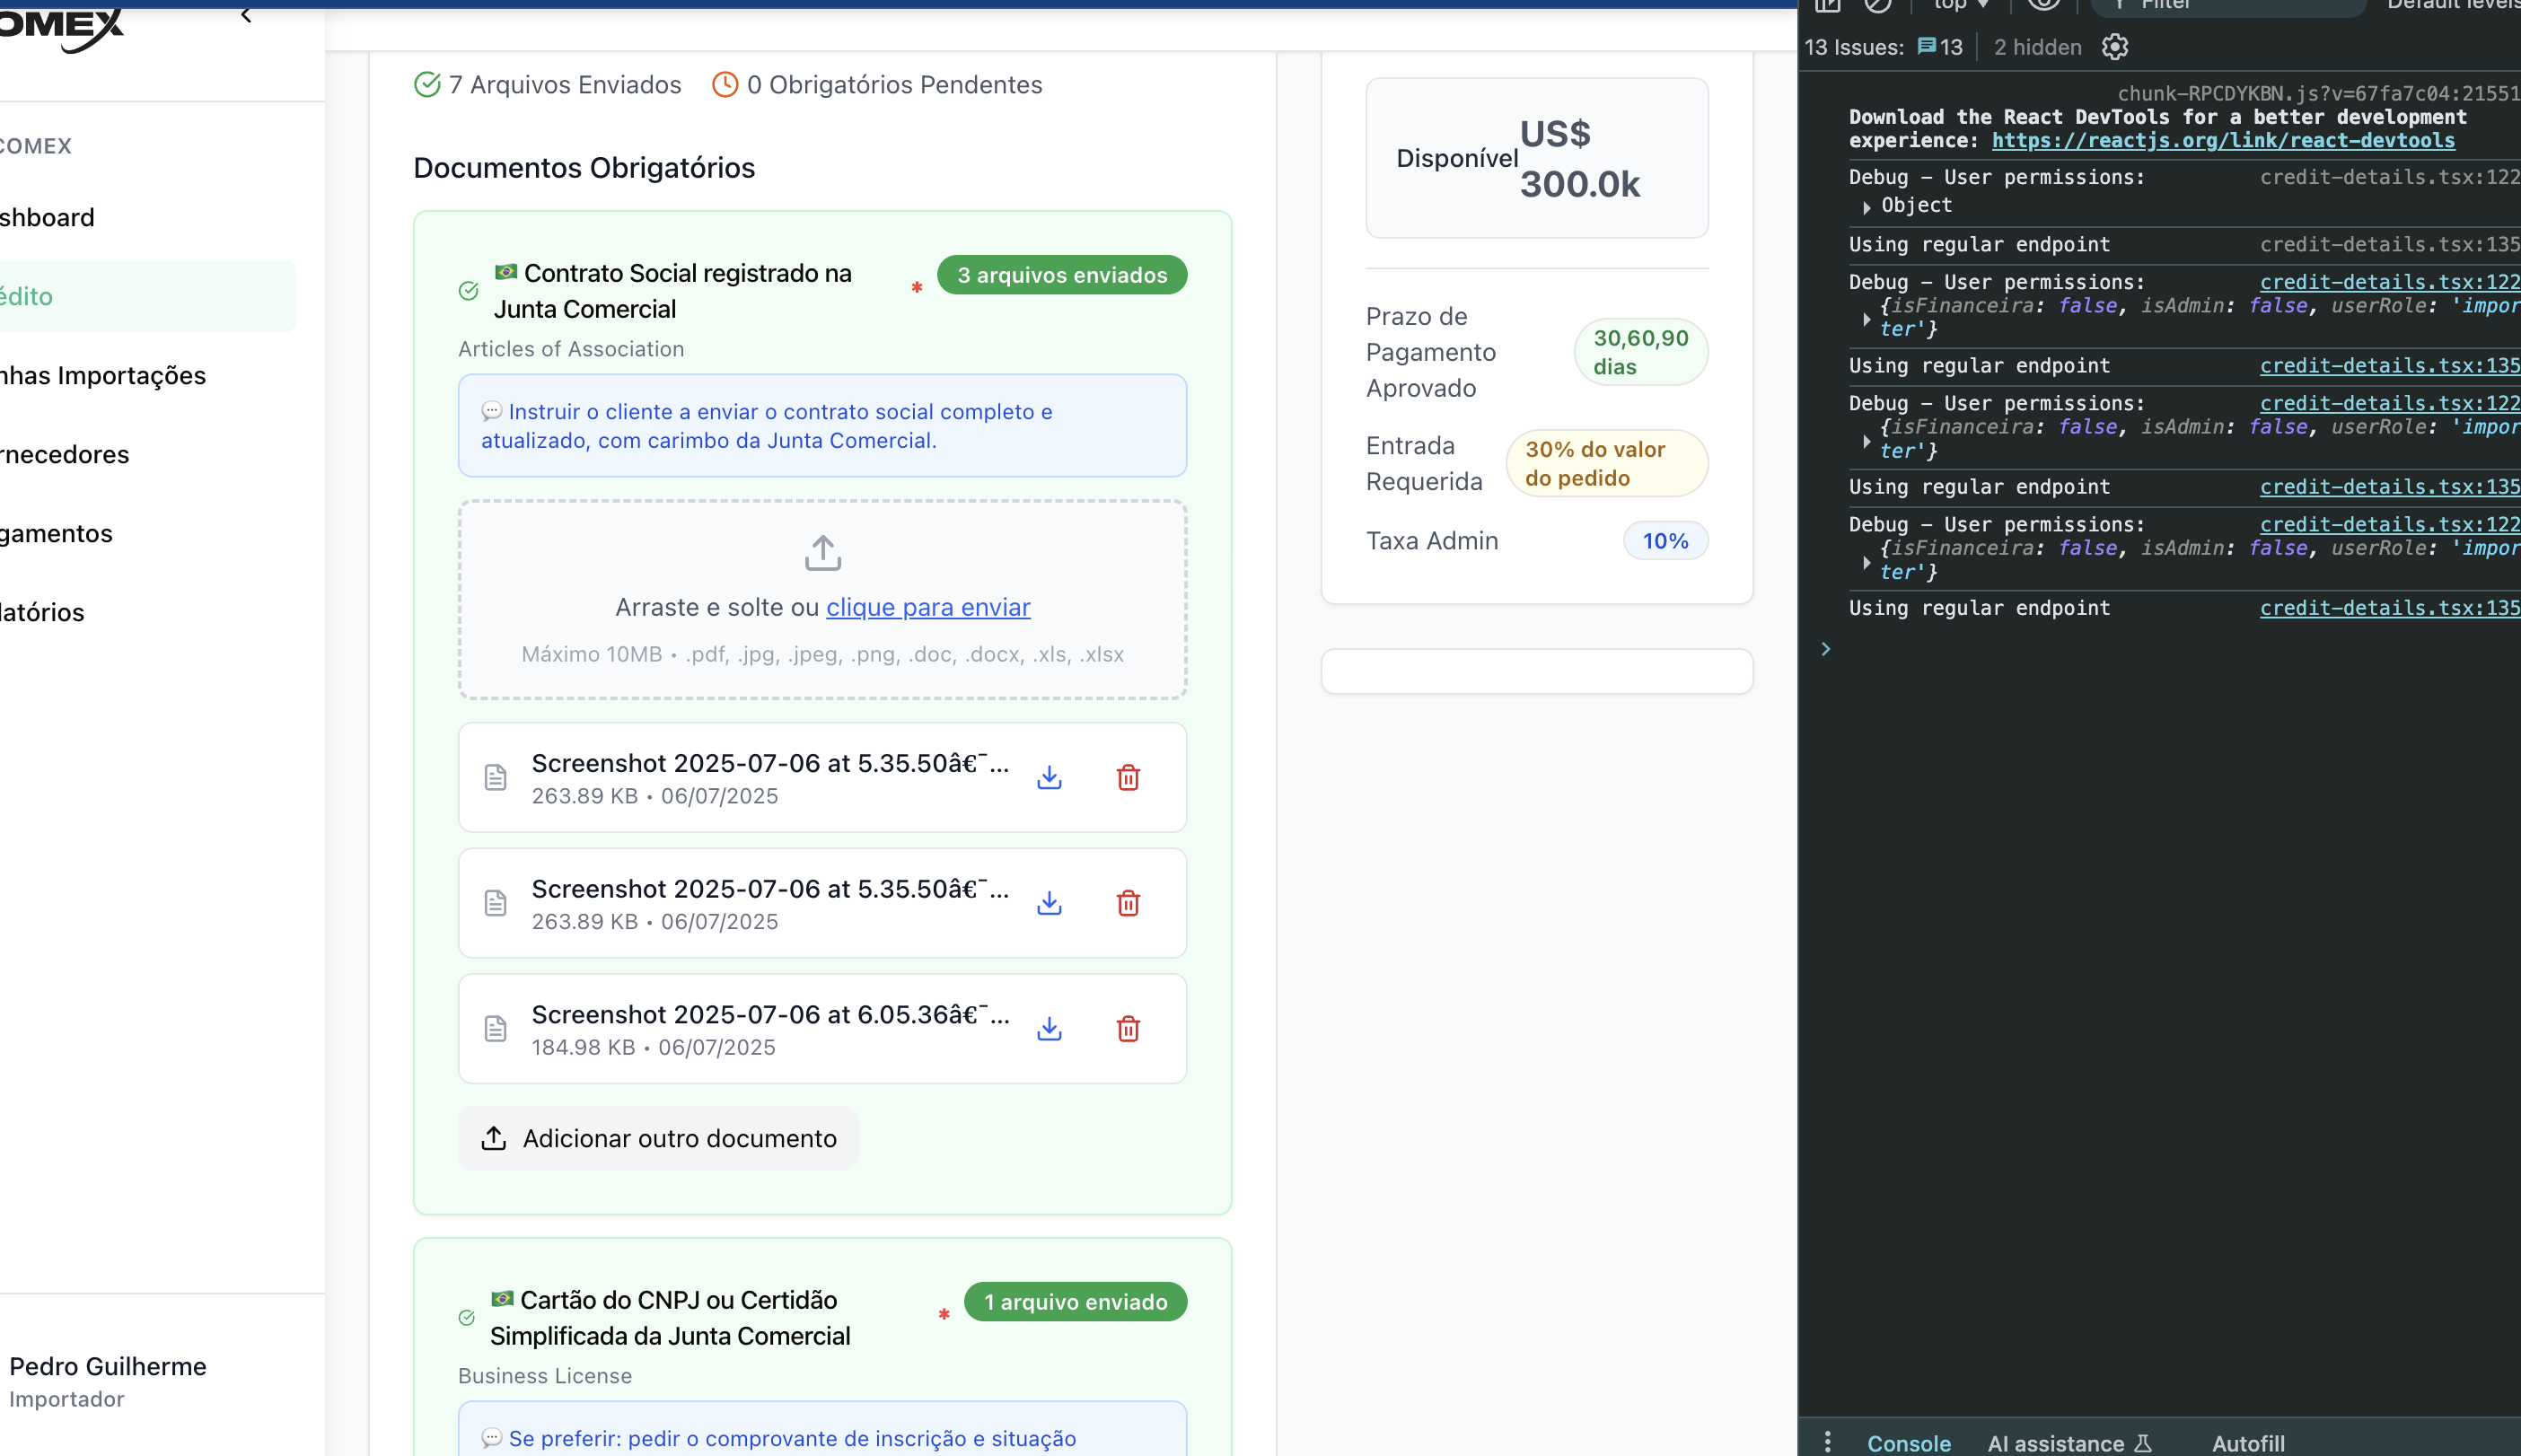 OMEX
COMEX
shboard
édito
nhas Importações
rnecedores
gamentos
latórios
Pedro Guilherme
Importador
7 Arquivos Enviados
0 Obrigatórios Pendentes
Documentos Obrigatórios
🇧🇷 Contrato Social registrado na
Junta Comercial
*
3 arquivos enviados
Articles of Association
💬 Instruir o cliente a enviar o contrato social completo e
atualizado, com carimbo da Junta Comercial.
Arraste e solte ou clique para enviar
Máximo 10MB • .pdf, .jpg, .jpeg, .png, .doc, .docx, .xls, .xlsx
Screenshot 2025-07-06 at 5.35.50â€¯...
263.89 KB • 06/07/2025
Screenshot 2025-07-06 at 5.35.50â€¯...
263.89 KB • 06/07/2025
Screenshot 2025-07-06 at 6.05.36â€¯...
184.98 KB • 06/07/2025
Adicionar outro documento
🇧🇷 Cartão do CNPJ ou Certidão
Simplificada da Junta Comercial
*
1 arquivo enviado
Business License
💬 Se preferir: pedir o comprovante de inscrição e situação
Disponível
US$
300.0k
Prazo de
Pagamento
Aprovado
30,60,90
dias
Entrada
Requerida
30% do valor
do pedido
Taxa Admin
10%
top
Filter
Default levels
13 Issues: 13
2 hidden
chunk-RPCDYKBN.js?v=67fa7c04:21551
Download the React DevTools for a better development
experience: https://reactjs.org/link/react-devtools
Debug – User permissions: credit-details.tsx:122
Object
Using regular endpoint credit-details.tsx:135
Debug – User permissions: credit-details.tsx:122
{isFinanceira: false, isAdmin: false, userRole: 'impor
ter'}
Using regular endpoint credit-details.tsx:135
Debug – User permissions: credit-details.tsx:122
{isFinanceira: false, isAdmin: false, userRole: 'impor
ter'}
Using regular endpoint credit-details.tsx:135
Debug – User permissions: credit-details.tsx:122
{isFinanceira: false, isAdmin: false, userRole: 'impor
ter'}
Using regular endpoint credit-details.tsx:135
Console
AI assistance
Autofill